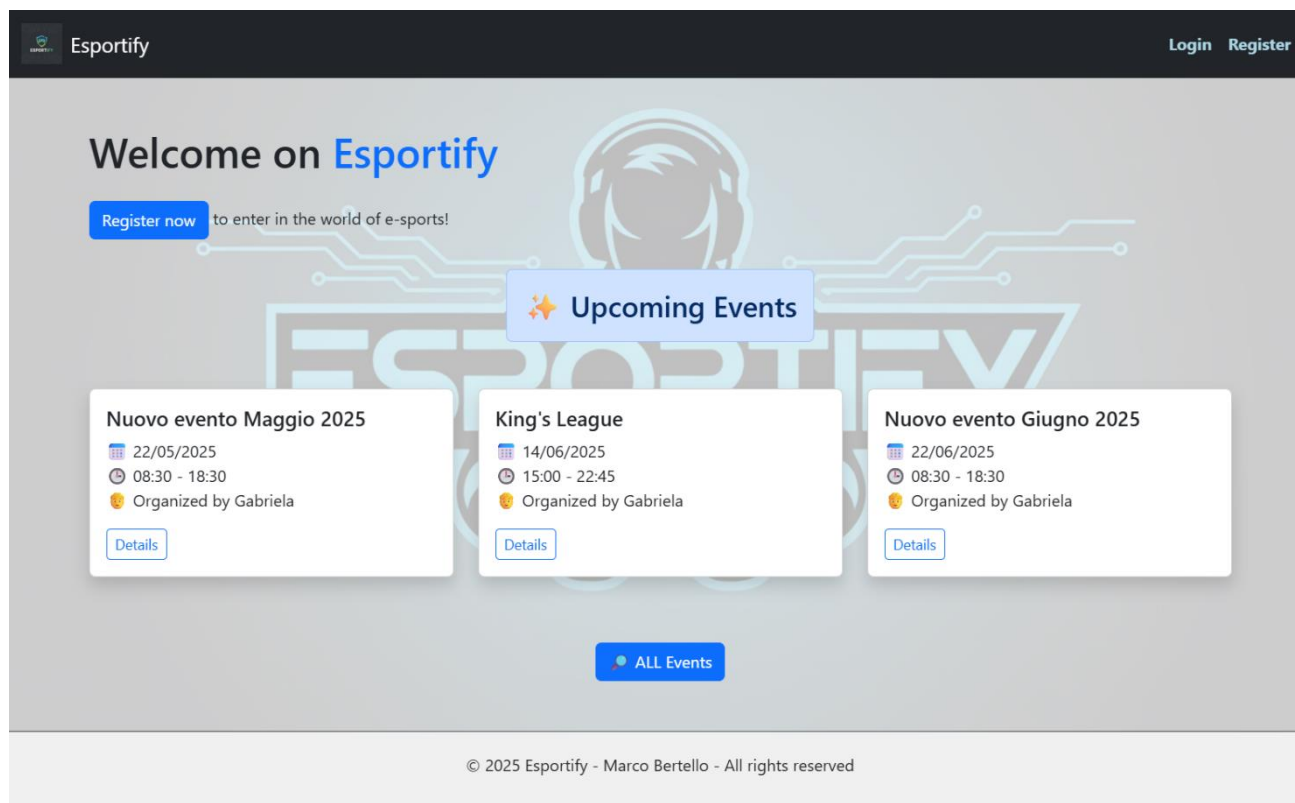 ESPORTIFY
Esportify
Login Register
Welcome on Esportify
Register now to enter in the world of e-sports!
✨ Upcoming Events
ESPORTIFY
Nuovo evento Maggio 2025
22/05/2025
08:30 - 18:30
Organized by Gabriela
Details
King's League
14/06/2025
15:00 - 22:45
Organized by Gabriela
Details
Nuovo evento Giugno 2025
22/06/2025
08:30 - 18:30
Organized by Gabriela
Details
ALL Events
© 2025 Esportify - Marco Bertello - All rights reserved